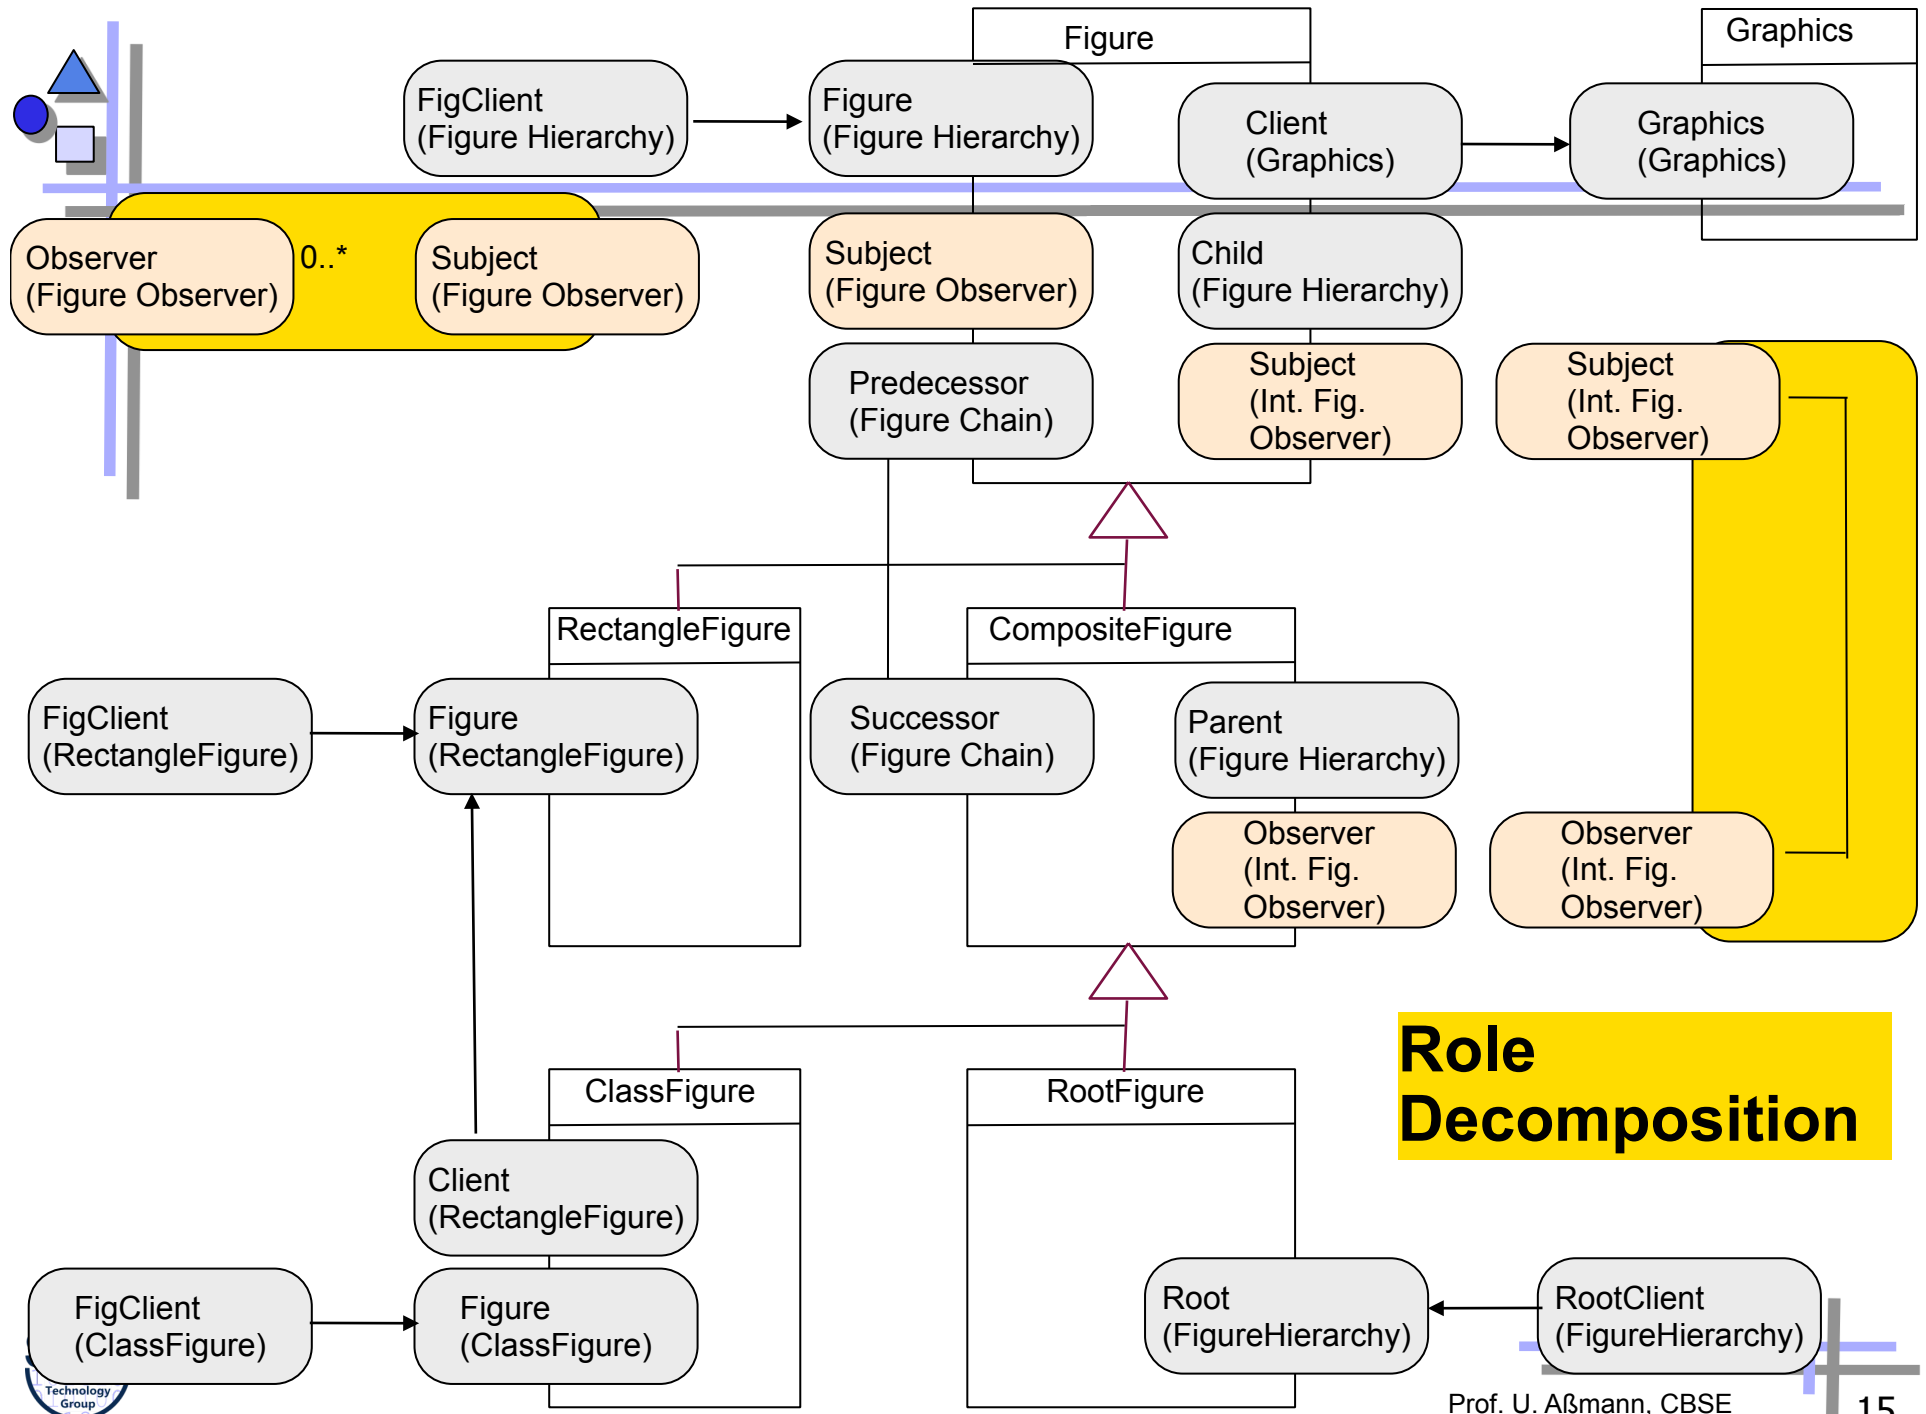 Figure
Graphics
FigClient
(Figure Hierarchy)
Figure
(Figure Hierarchy)
Client
(Graphics)
Graphics
(Graphics)
Observer
(Figure Observer)
0..*
Subject
(Figure Observer)
Subject
(Figure Observer)
Child
(Figure Hierarchy)
Predecessor
(Figure Chain)
Subject
(Int. Fig.
Observer)
Subject
(Int. Fig.
Observer)
RectangleFigure
CompositeFigure
FigClient
(RectangleFigure)
Figure
(RectangleFigure)
Successor
(Figure Chain)
Parent
(Figure Hierarchy)
Observer
(Int. Fig.
Observer)
Observer
(Int. Fig.
Observer)
Role
Decomposition
ClassFigure
RootFigure
Client
(RectangleFigure)
FigClient
(ClassFigure)
Figure
(ClassFigure)
Root
(FigureHierarchy)
RootClient
(FigureHierarchy)
Technology
Group
Prof. U. Aßmann, CBSE
15